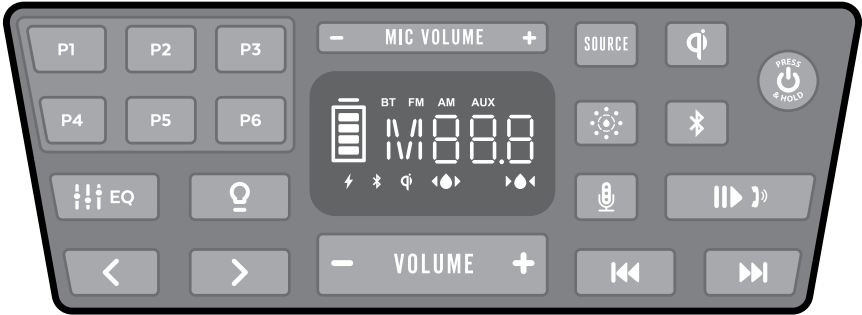 P1 P2 P3
P4 P5 P6
EQ
- MIC VOLUME +
BT FM AM AUX
M88.8
- VOLUME +
SOURCE
PRESS
& HOLD